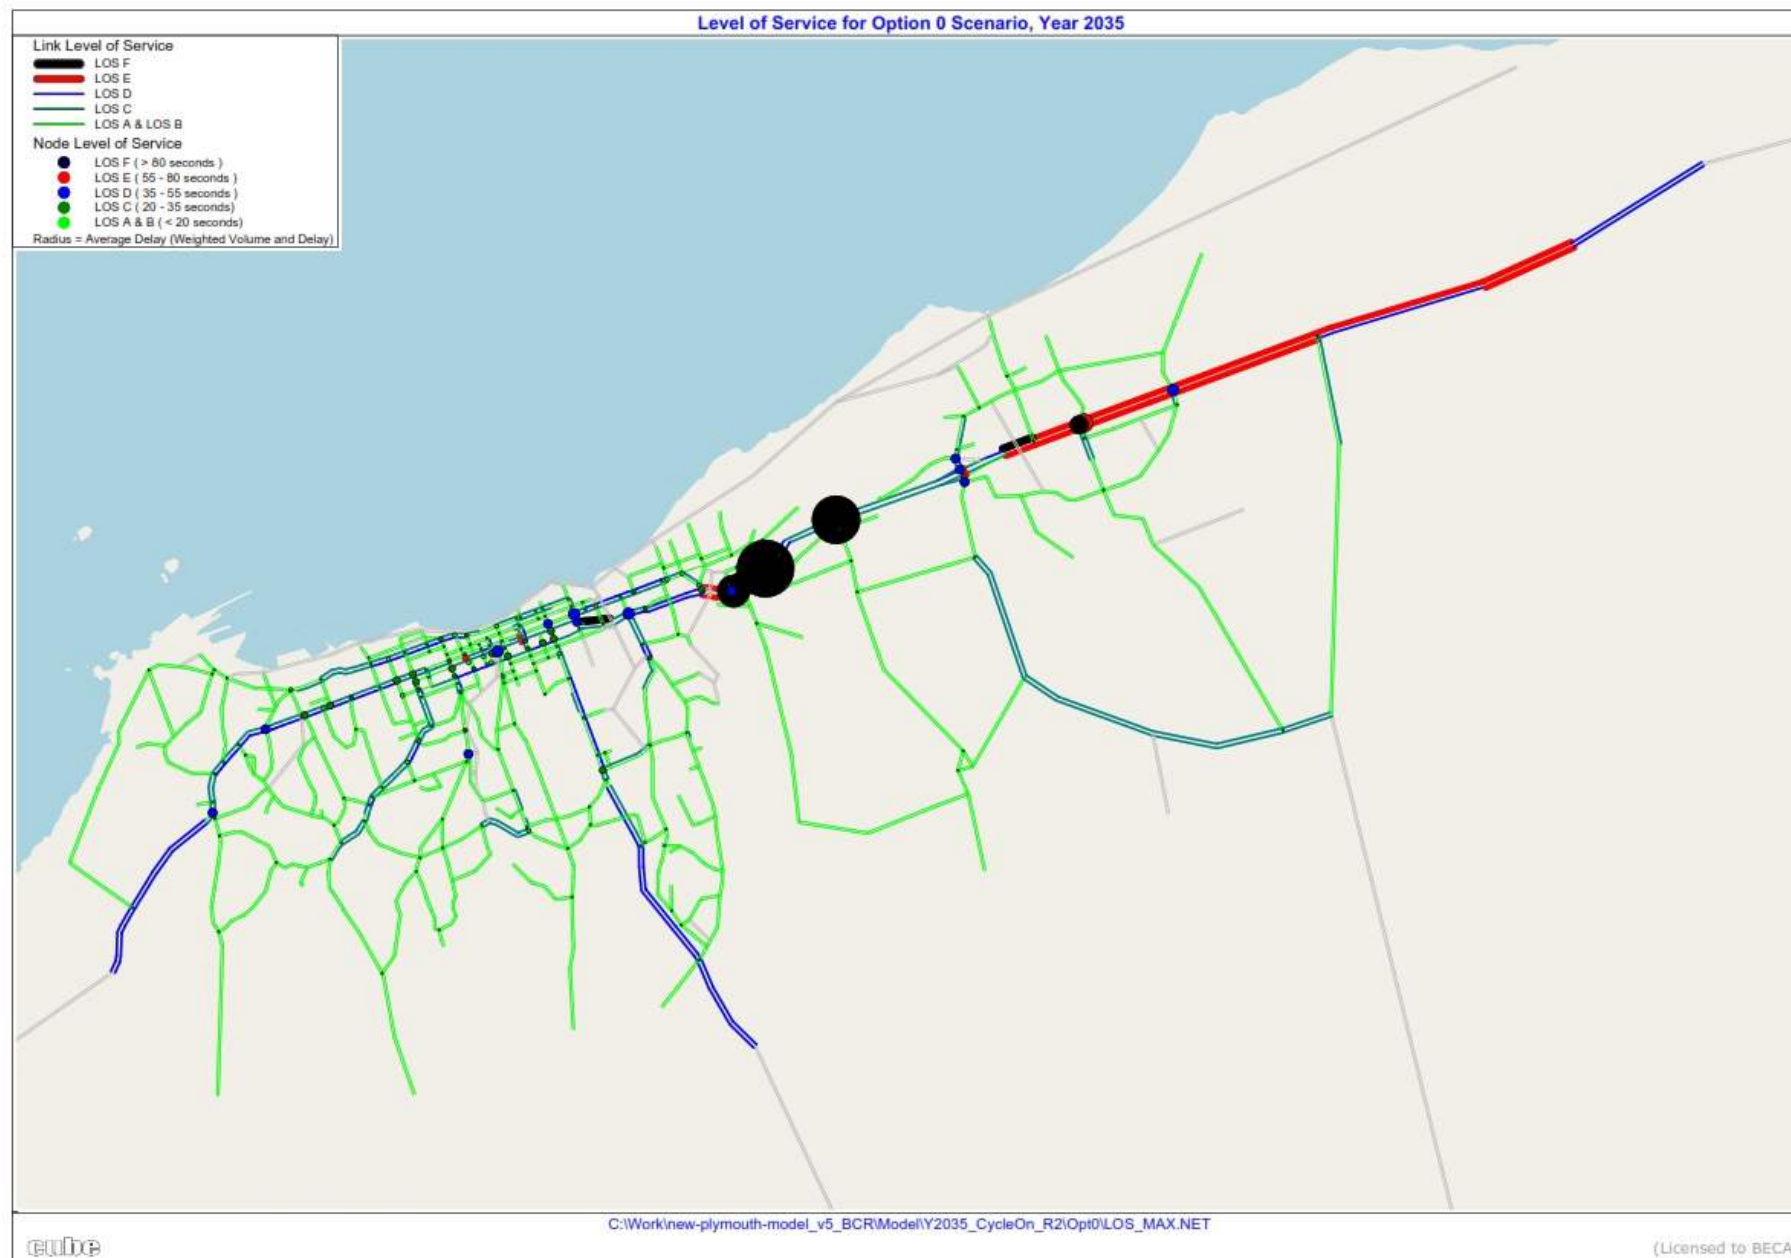 Level of Service for Option 0 Scenario, Year 2035
Link Level of Service
LOS F
LOS E
LOS D
LOS C
LOS A & LOS B
Node Level of Service
LOS F ( > 80 seconds )
LOS E ( 55 - 80 seconds )
LOS D ( 35 - 55 seconds )
LOS C ( 20 - 35 seconds)
LOS A & B ( < 20 seconds)
Radius = Average Delay (Weighted Volume and Delay)
C:\Work\new-plymouth-model_v5_BCR\Model\Y2035_CycleOn_R2\Opt0\LOS_MAX.NET
cube
(Licensed to BECA